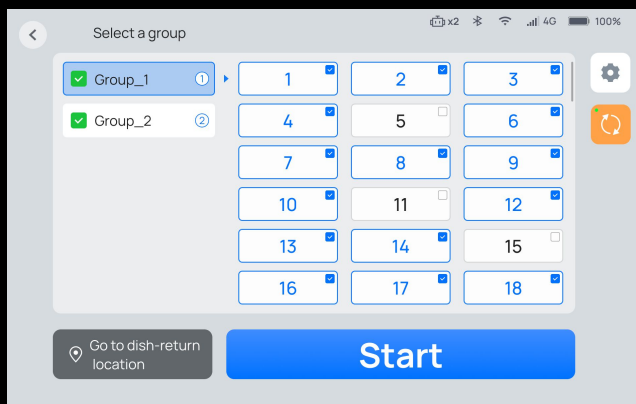 Select a group
x2
4G
100%
Group_1 1
1 2 3
Group_2 2
4 5 6
7 8 9
10 11 12
13 14 15
16 17 18
Go to dish-return
location
Start